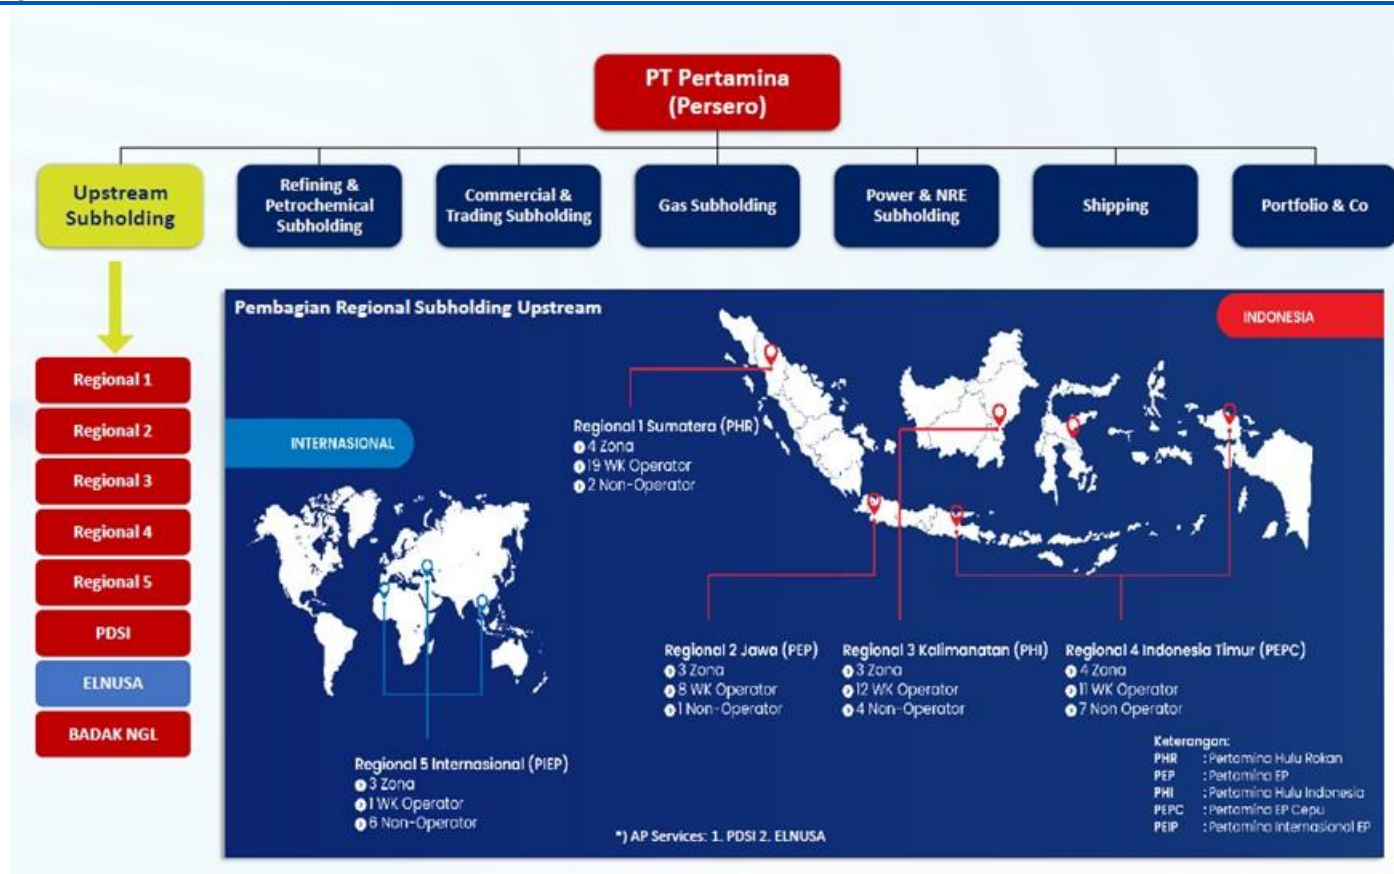 PT Pertamina
(Persero)
Upstream
Subholding
Refining &
Petrochemical
Subholding
Commercial &
Trading Subholding
Gas Subholding
Power & NRE
Subholding
Shipping
Portfolio & Co
Regional 1
Regional 2
Regional 3
Regional 4
Regional 5
PDSI
ELNUSA
BADAK NGL
Pembagian Regional Subholding Upstream
INDONESIA
INTERNASIONAL
Regional 1 Sumatera (PHR)
4 Zona
19 WK Operator
2 Non-Operator
Regional 2 Jawa (PEP)
3 Zona
8 WK Operator
1 Non-Operator
Regional 3 Kalimanatan (PHI)
3 Zona
12 WK Operator
4 Non-Operator
Regional 4 Indonesia Timur (PEPC)
4 Zona
11 WK Operator
7 Non Operator
Regional 5 Internasional (PIEP)
3 Zona
1 WK Operator
6 Non-Operator
Keterangan:
PHR : Pertamina Hulu Rokan
PEP : Pertamina EP
PHI : Pertamina Hulu Indonesia
PEPC : Pertamina EP Cepu
PEIP : Pertamina Internasional EP
*) AP Services: 1. PDSI 2. ELNUSA